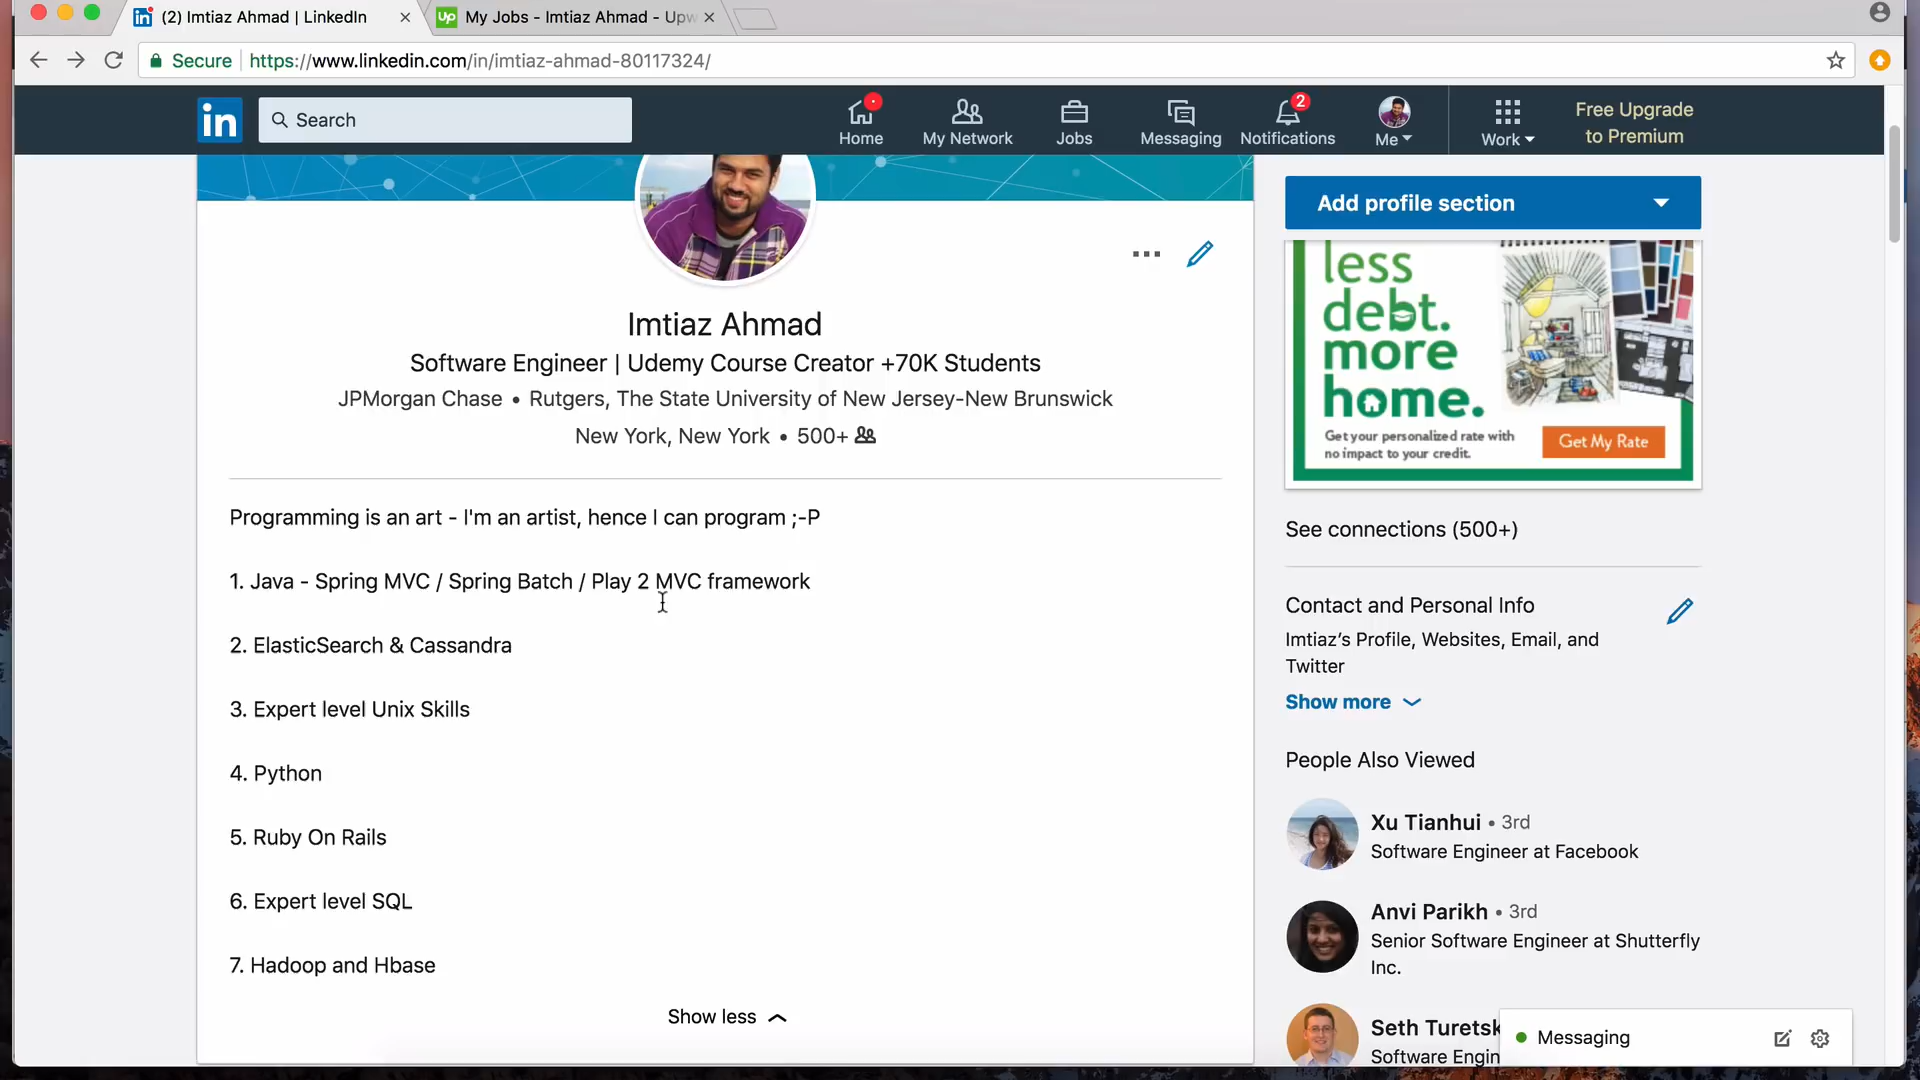 (2) Imtiaz Ahmad | LinkedIn
Up My Jobs - Imtiaz Ahmad - Upw
Secure https://www.linkedin.com/in/imtiaz-ahmad-80117324/
in
Search
Home
My Network
Jobs
Messaging
2
Notifications
Me
Work
Free Upgrade
to Premium
Imtiaz Ahmad
Software Engineer | Udemy Course Creator +70K Students
JPMorgan Chase • Rutgers, The State University of New Jersey-New Brunswick
New York, New York • 500+
Programming is an art - I'm an artist, hence I can program ;-P
1. Java - Spring MVC / Spring Batch / Play 2 MVC framework
2. ElasticSearch & Cassandra
3. Expert level Unix Skills
4. Python
5. Ruby On Rails
6. Expert level SQL
7. Hadoop and Hbase
Show less
Add profile section
less
debt.
more
home.
Get your personalized rate with
no impact to your credit.
Get My Rate
See connections (500+)
Contact and Personal Info
Imtiaz's Profile, Websites, Email, and
Twitter
Show more
People Also Viewed
Xu Tianhui • 3rd
Software Engineer at Facebook
Anvi Parikh • 3rd
Senior Software Engineer at Shutterfly
Inc.
Seth Turetsk
Software Engin
Messaging